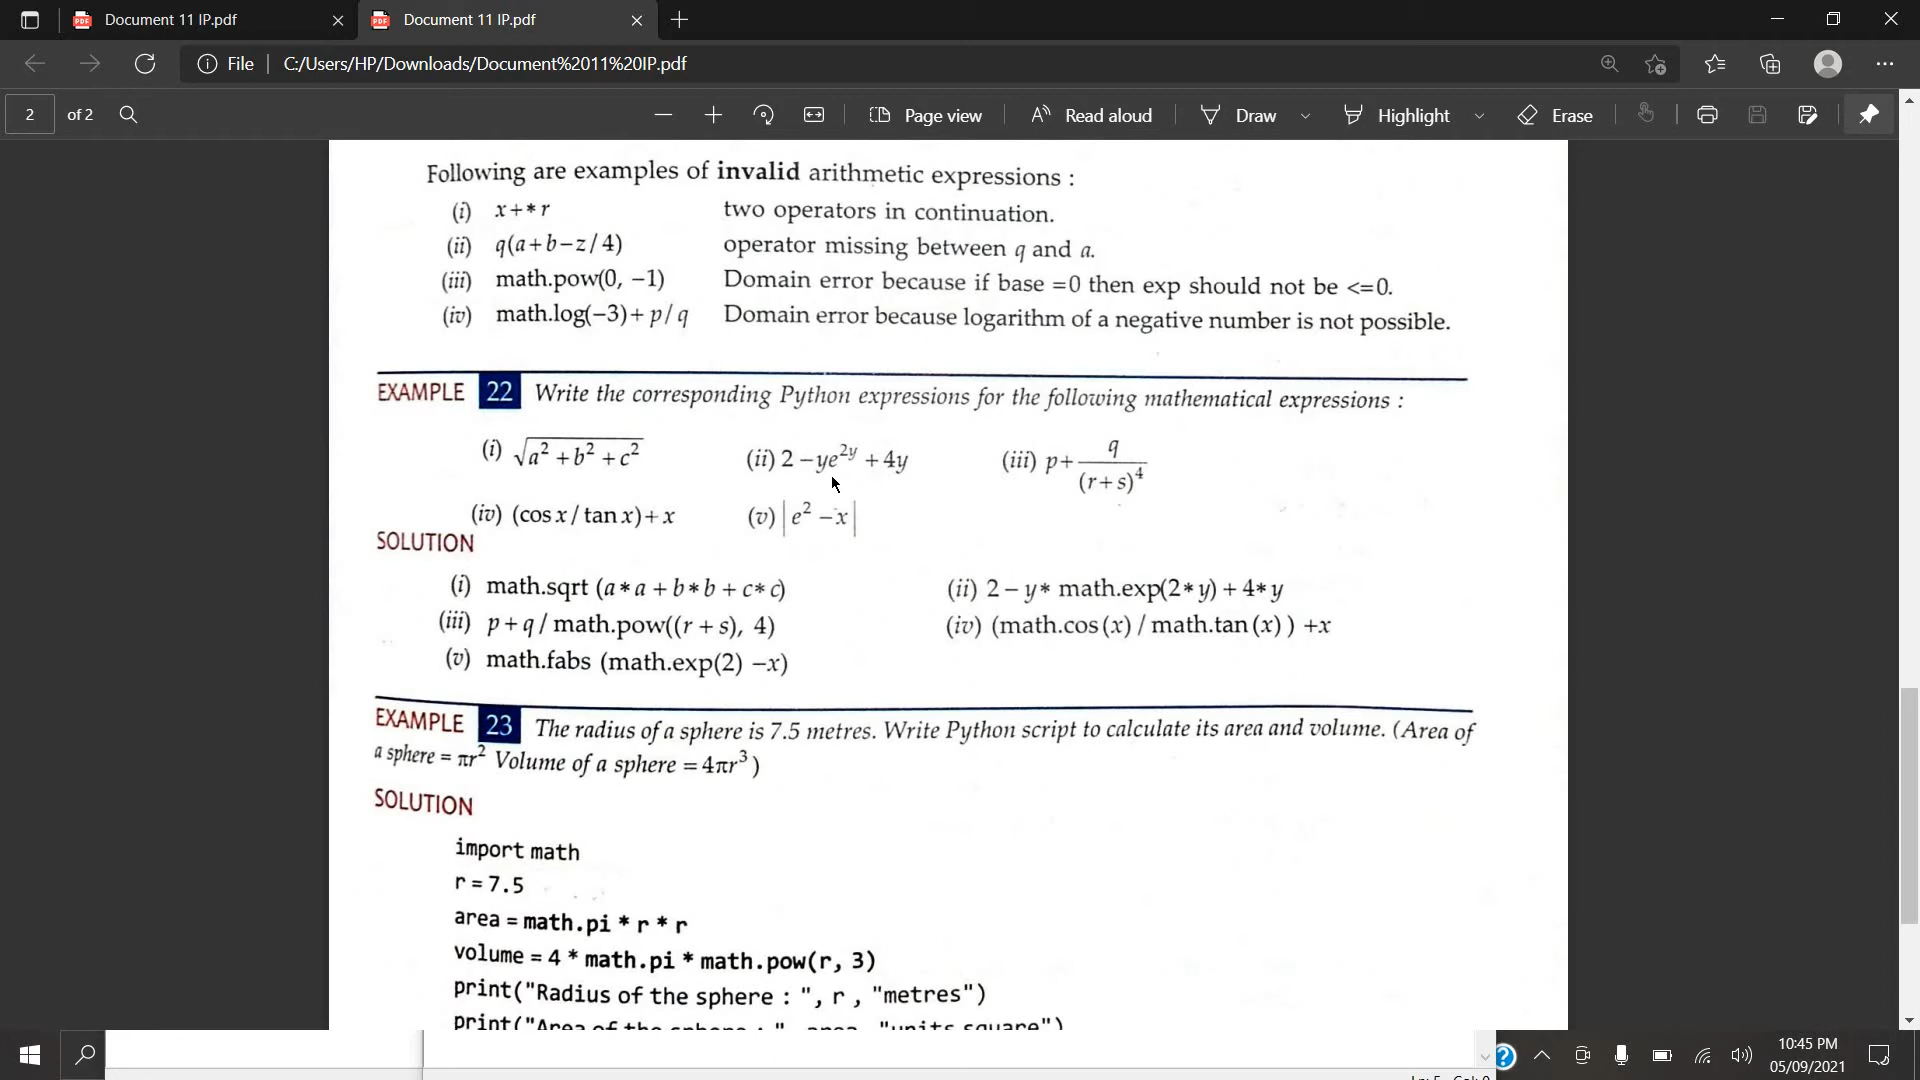 Document 11 IP.pdf
Document 11 IP.pdf
File
C:/Users/HP/Downloads/Document%2011%20IP.pdf
2 of 2
Page view
Read aloud
Draw
Highlight
Erase
Following are examples of invalid arithmetic expressions :
(i) x+*r two operators in continuation.
(ii) q(a+b−z/4) operator missing between q and a.
(iii) math.pow(0, −1) Domain error because if base =0 then exp should not be <=0.
(iv) math.log(−3)+ p/q Domain error because logarithm of a negative number is not possible.
EXAMPLE 22 Write the corresponding Python expressions for the following mathematical expressions :
(i) √(a² + b² + c²) (ii) 2 − ye²ʸ + 4y (iii) p + q/(r+s)⁴
(iv) (cos x / tan x) + x (v) | e² − x |
SOLUTION
(i) math.sqrt (a*a + b*b + c*c) (ii) 2 − y* math.exp(2*y) + 4*y
(iii) p + q / math.pow((r + s), 4) (iv) (math.cos (x) / math.tan (x) ) +x
(v) math.fabs (math.exp(2) −x)
EXAMPLE 23 The radius of a sphere is 7.5 metres. Write Python script to calculate its area and volume. (Area of
a sphere = πr² Volume of a sphere = 4πr³ )
SOLUTION
import math
r = 7.5
area = math.pi * r * r
volume = 4 * math.pi * math.pow(r, 3)
print("Radius of the sphere : ", r , "metres")
print("Area of the sphere : ", area, "units square")
10:45 PM
05/09/2021